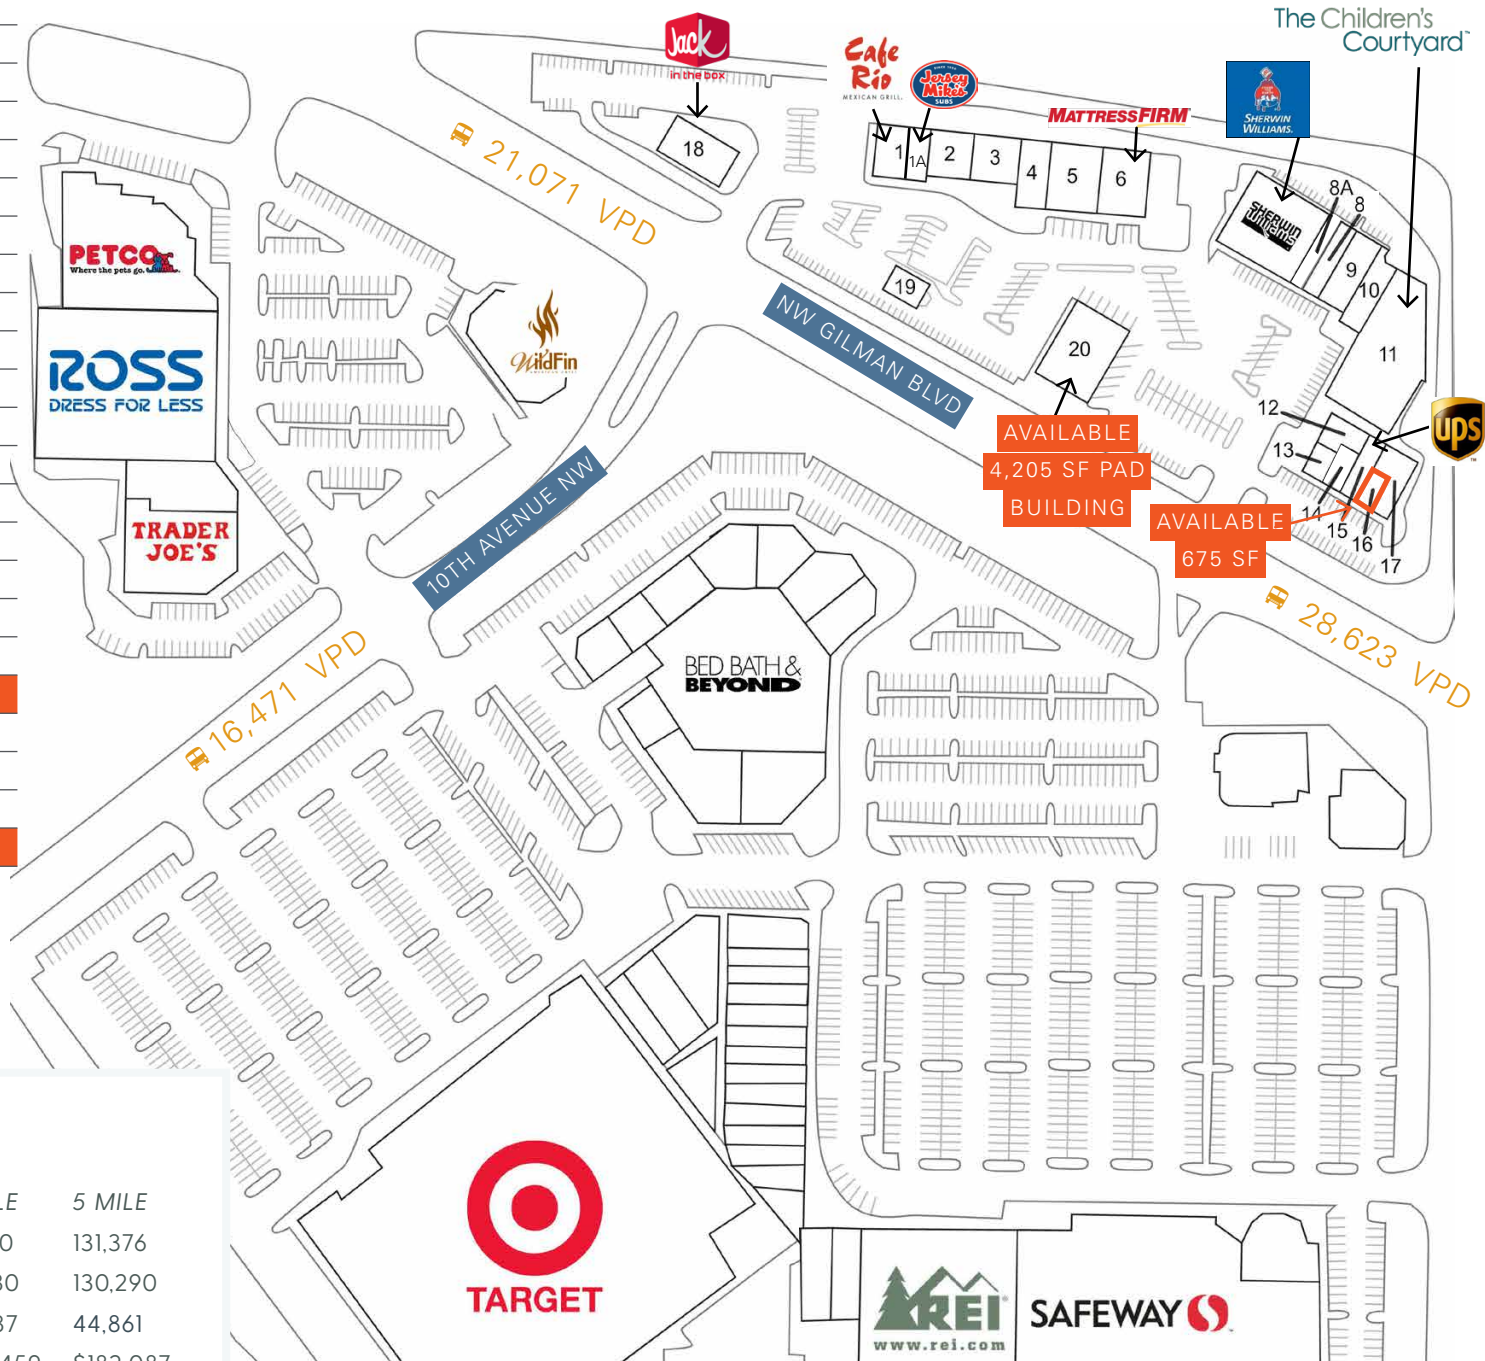 The Children's
Courtyard
Jack
in the box
Cafe
Rio
MEXICAN GRILL
Jersey
Mike's
SUBS
MATTRESSFIRM
SHERWIN
WILLIAMS.
21,071 VPD
18
1
1A
2
3
4
5
6
8A
8
SHERWIN
WILLIAMS
9
10
11
19
20
NW GILMAN BLVD
PETCO
Where the pets go.
ROSS
DRESS FOR LESS
WildFin
AMERICAN GRILL
TRADER
JOE'S
10TH AVENUE NW
AVAILABLE
4,205 SF PAD
BUILDING
12
13
14
15
16
17
ups
AVAILABLE
675 SF
28,623 VPD
16,471 VPD
BED BATH &
BEYOND
TARGET
REI
www.rei.com
SAFEWAY
5 MILE
131,376
130,290
44,861